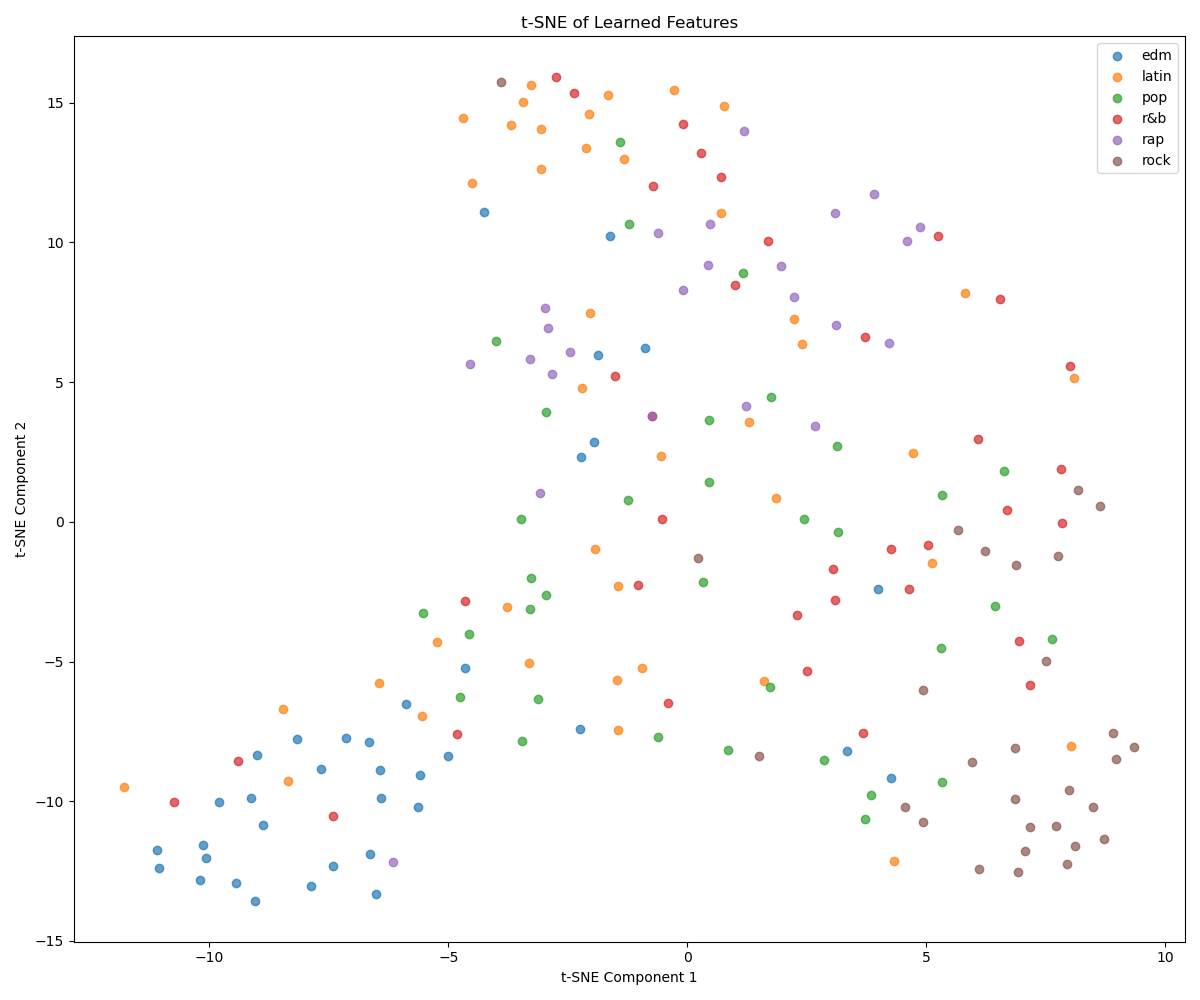 t-SNE of Learned Features
edm
latin
pop
r&b
rap
rock
15
10
5
0
−5
−10
−15
t-SNE Component 2
−10
−5
0
5
10
t-SNE Component 1